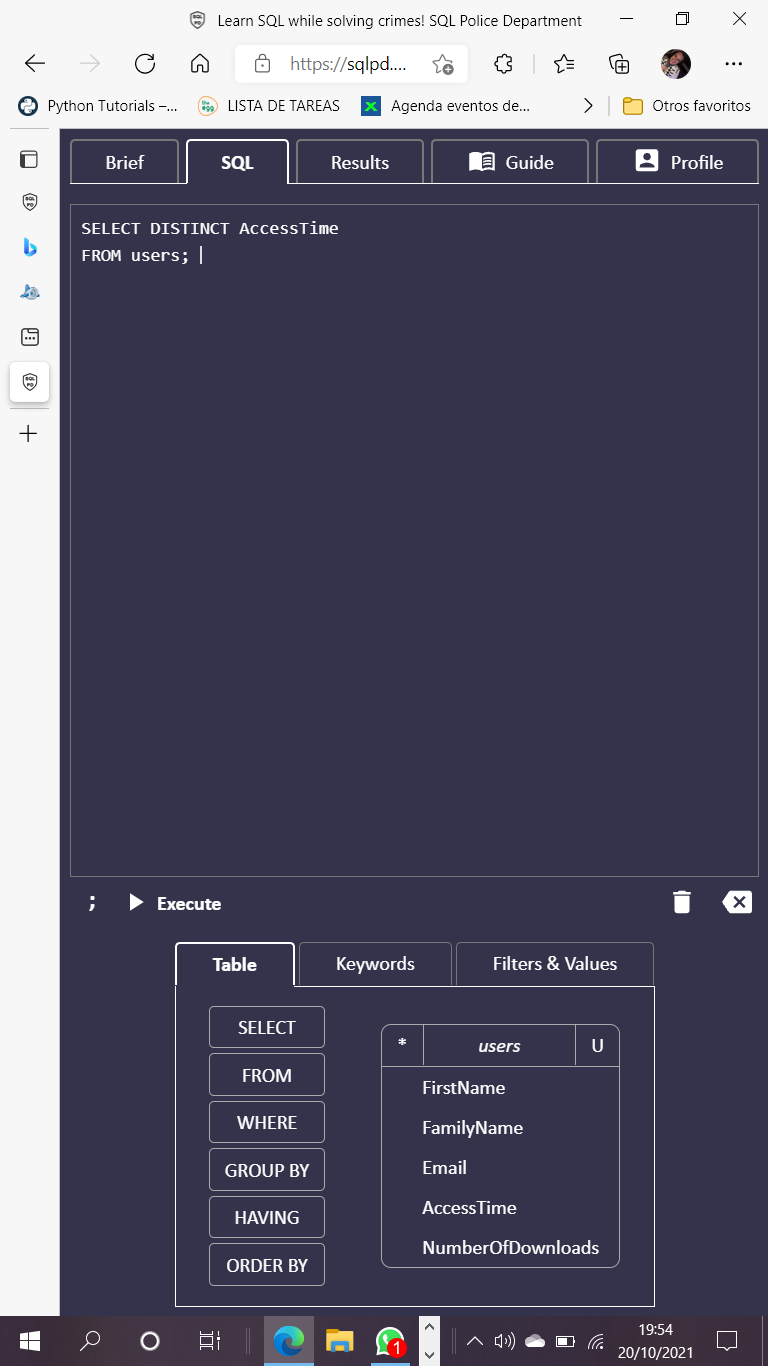 Learn SQL while solving crimes! SQL Police Department
https://sqlpd....
Python Tutorials –...
LISTA DE TAREAS
Agenda eventos de...
Otros favoritos
Brief
SQL
Results
Guide
Profile
SELECT DISTINCT AccessTime
FROM users;
;
Execute
Table
Keywords
Filters & Values
SELECT
FROM
WHERE
GROUP BY
HAVING
ORDER BY
* users U
FirstName
FamilyName
Email
AccessTime
NumberOfDownloads
1
19:54
20/10/2021